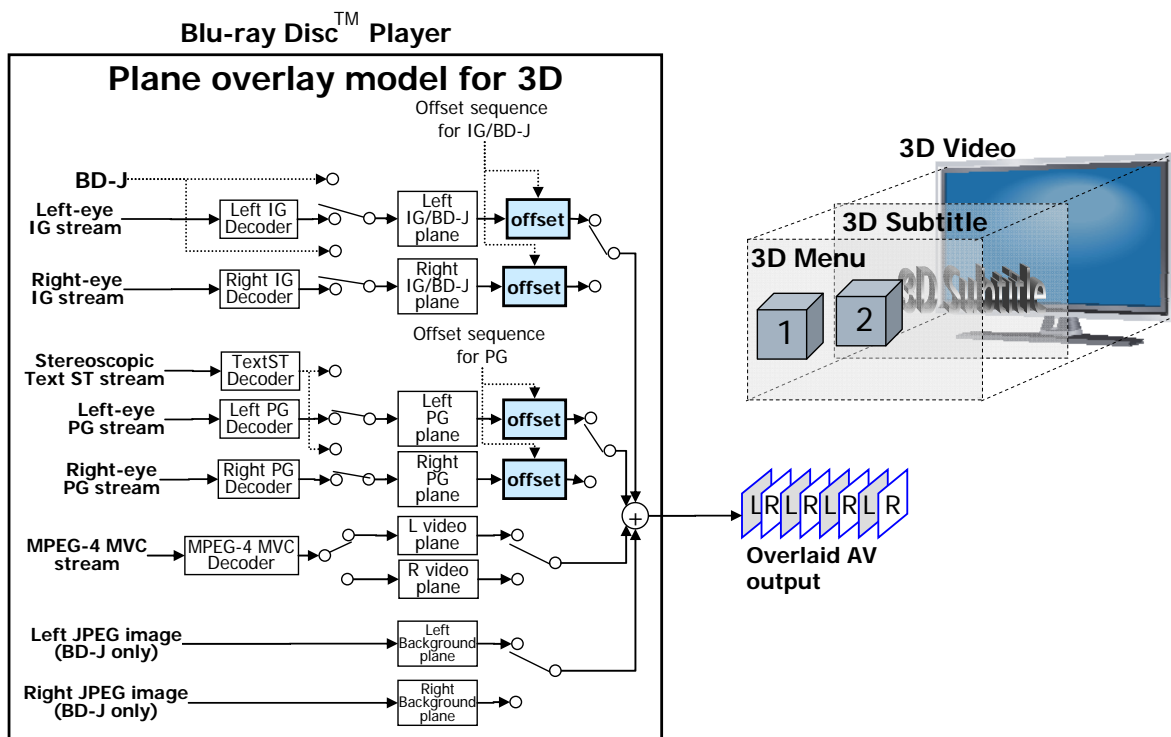 Blu-ray Disc™ Player
Plane overlay model for 3D
Offset sequence
for IG/BD-J
BD-J
Left-eye
IG stream
Left IG
Decoder
Left
IG/BD-J
plane
offset
Right-eye
IG stream
Right IG
Decoder
Right
IG/BD-J
plane
offset
Offset sequence
for PG
Stereoscopic
Text ST stream
TextST
Decoder
Left-eye
PG stream
Left PG
Decoder
Left
PG
plane
offset
Right-eye
PG stream
Right PG
Decoder
Right
PG
plane
offset
MPEG-4 MVC
stream
MPEG-4 MVC
Decoder
L video
plane
R video
plane
Left JPEG image
(BD-J only)
Left
Background
plane
Right JPEG image
(BD-J only)
Right
Background
plane
+
3D Video
3D Subtitle
3D Menu
3D Subtitle
1
2
L R L R L R L R
Overlaid AV
output